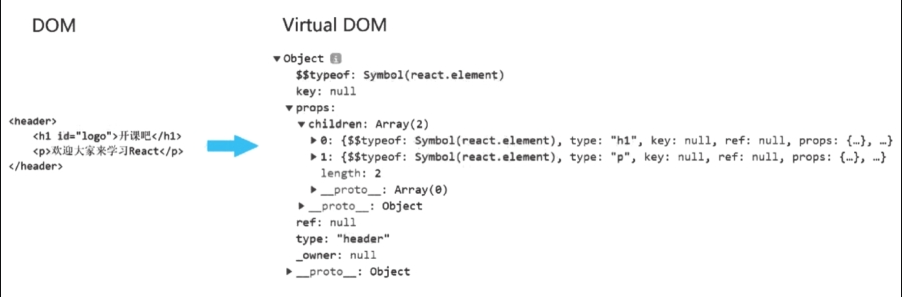 DOM
Virtual DOM
<header>
<h1 id="logo">开课吧</h1>
<p>欢迎大家来学习React</p>
</header>
▼Object i
$$typeof: Symbol(react.element)
key: null
▼props:
▼children: Array(2)
▶0: {$$typeof: Symbol(react.element), type: "h1", key: null, ref: null, props: {…}, …}
▶1: {$$typeof: Symbol(react.element), type: "p", key: null, ref: null, props: {…}, …}
length: 2
▶__proto__: Array(0)
▶__proto__: Object
ref: null
type: "header"
_owner: null
▶__proto__: Object